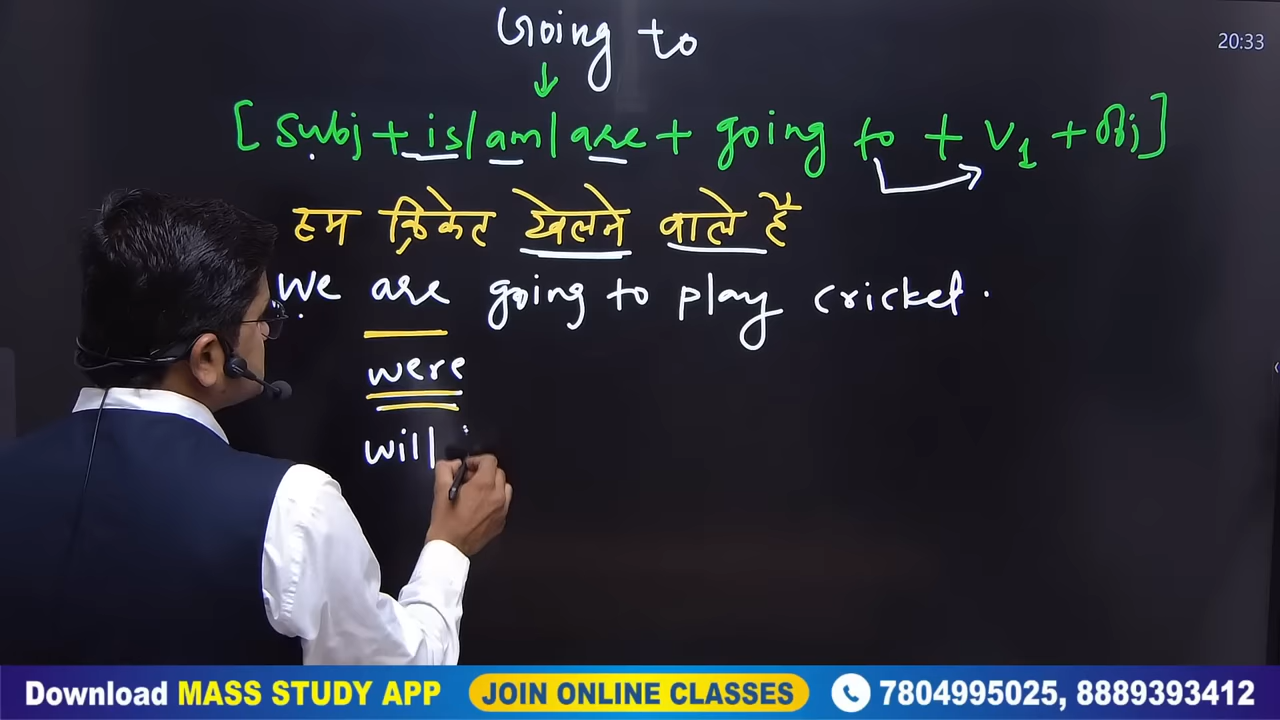 Going to
20:33
↓
[Subj + is/am/are + going to + V1 + Obj]
हम क्रिकेट खेलने वाले है
We are going to play cricket.
were
will
Download MASS STUDY APP JOIN ONLINE CLASSES 7804995025, 8889393412